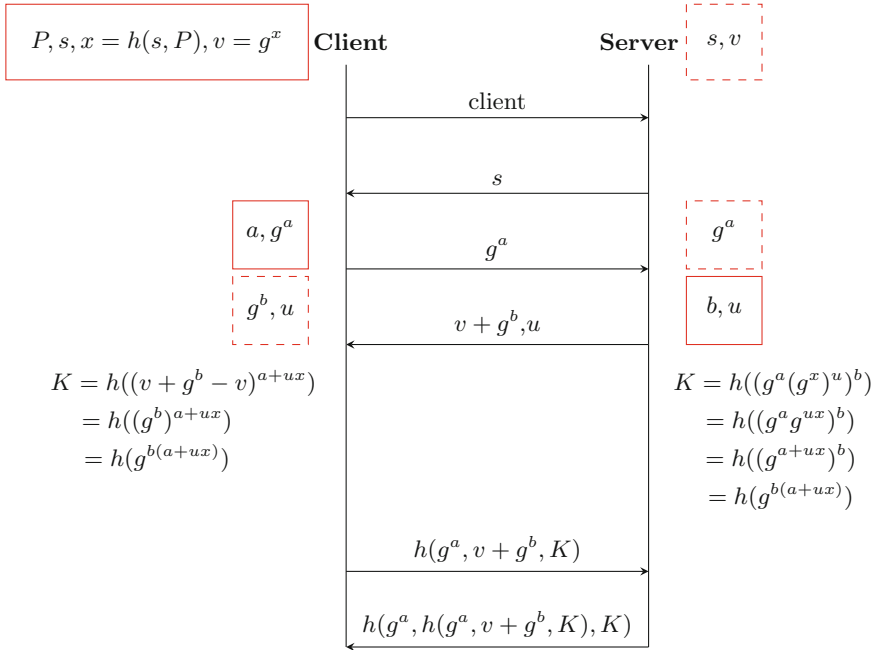 P, s, x = h(s, P), v = g^x
Client
Server
s, v
client
s
a, g^a
g^a
g^a
g^b, u
v + g^b,u
b, u
K = h((v + g^b − v)^{a+ux})
= h((g^b)^{a+ux})
= h(g^{b(a+ux)})
K = h((g^a(g^x)^u)^b)
= h((g^a g^{ux})^b)
= h((g^{a+ux})^b)
= h(g^{b(a+ux)})
h(g^a, v + g^b, K)
h(g^a, h(g^a, v + g^b, K), K)